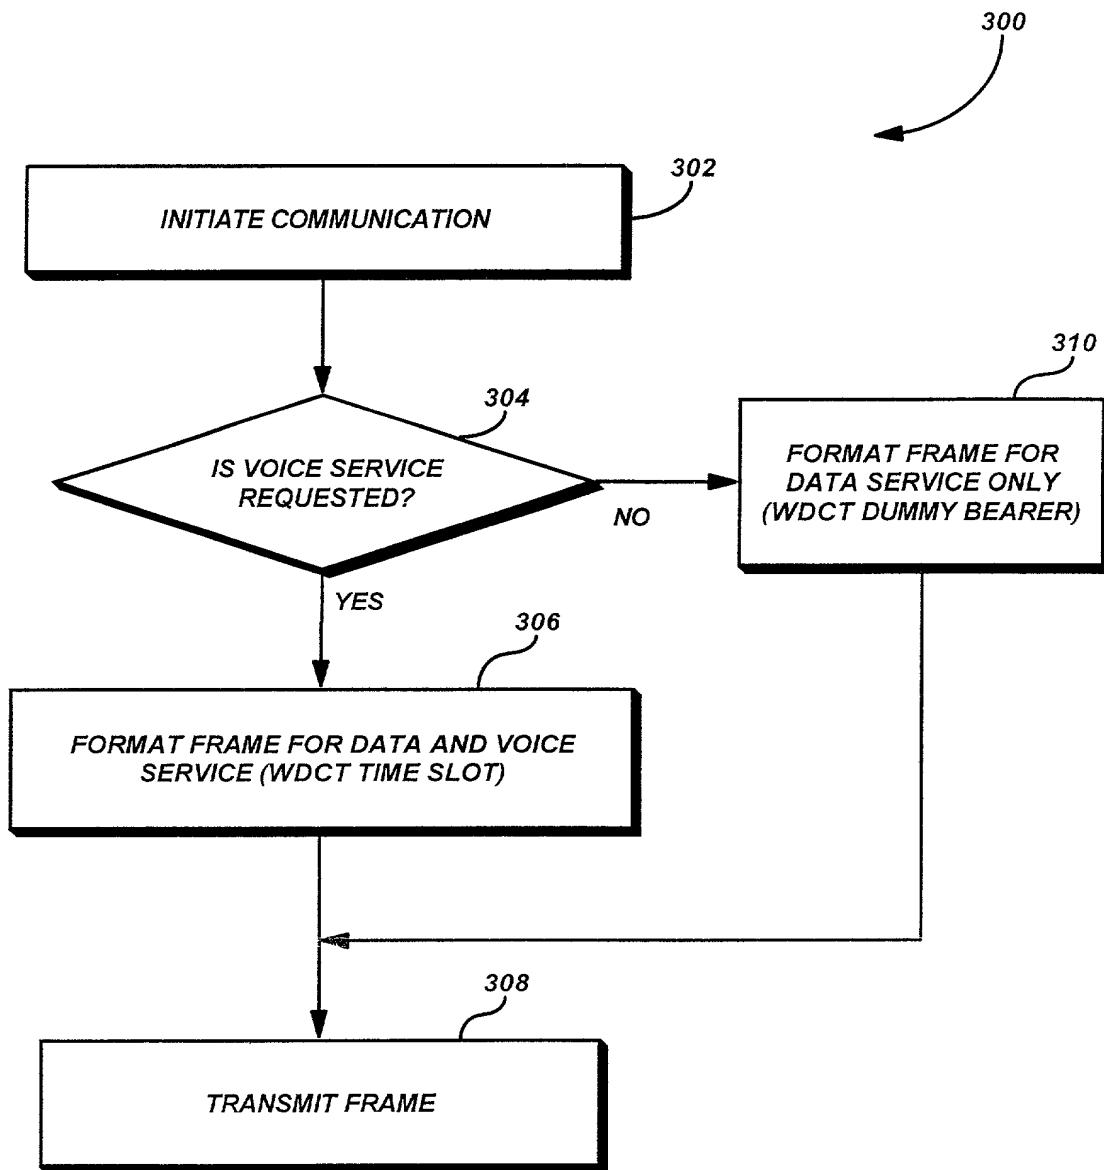 300
302
INITIATE COMMUNICATION
304
IS VOICE SERVICE
REQUESTED?
NO
YES
310
FORMAT FRAME FOR
DATA SERVICE ONLY
(WDCT DUMMY BEARER)
306
FORMAT FRAME FOR DATA AND VOICE
SERVICE (WDCT TIME SLOT)
308
TRANSMIT FRAME